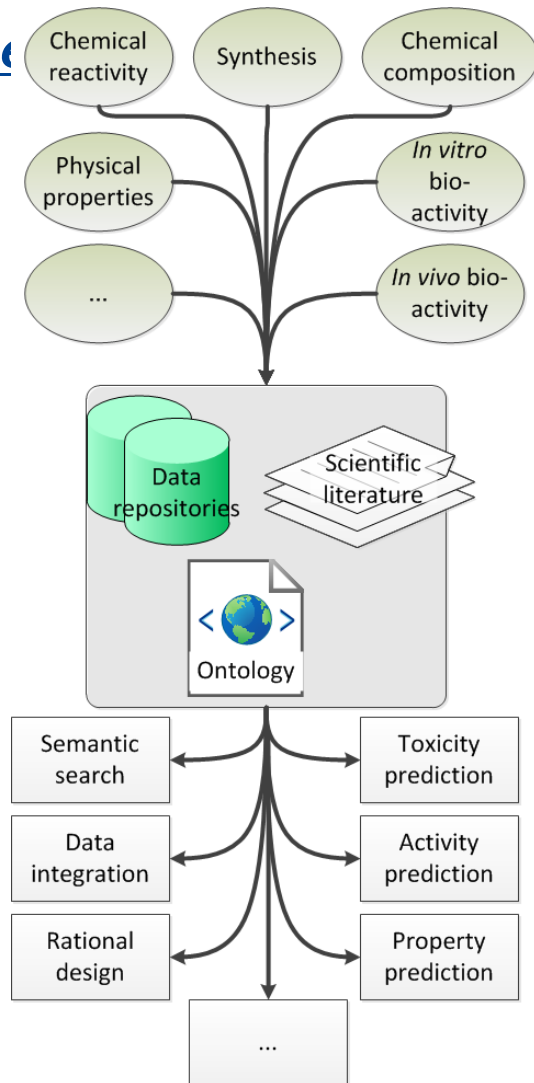 Chemical
reactivity
Synthesis
Chemical
composition
Physical
properties
In vitro
bio-
activity
...
In vivo bio-
activity
Data
repositories
Scientific
literature
< >
Ontology
Semantic
search
Toxicity
prediction
Data
integration
Activity
prediction
Rational
design
Property
prediction
...